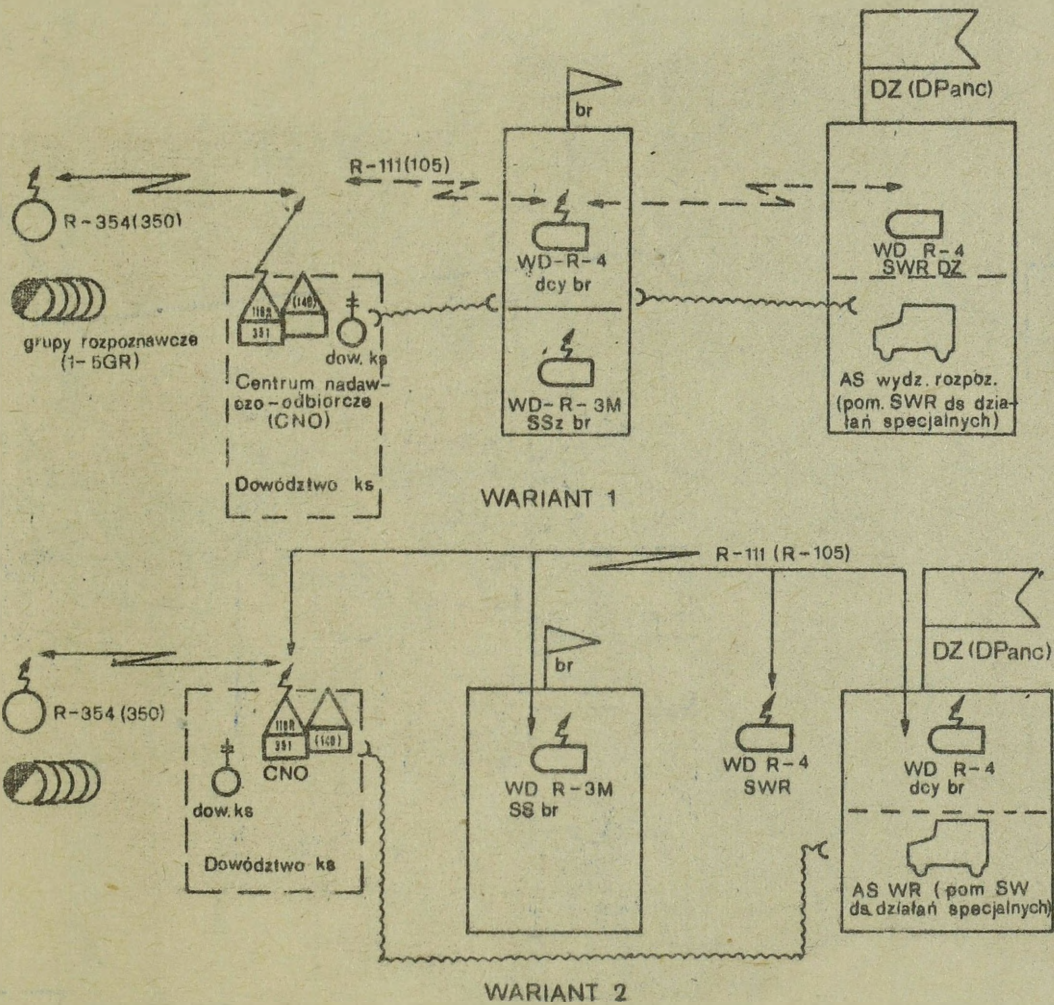 DZ (DPanc)
br
R-111(105)
R-354(350)
WD-R-4
dcy br
WD R-4
SWR DZ
grupy rozpoznawcze
(1-5GR)
(140)
351
dow. ks
Centrum nadaw-
czo-odbiorcze
(CNO)
WD-R-3M
SSz br
AS wydz. rozpoz.
(pom. SWR ds dzia-
łań specjalnych)
Dowództwo ks
WARIANT 1
R-111 (R-105)
br
DZ (DPanc)
R-354 (350)
351
(140)
CNO
dow. ks
WD R-3M
SS br
WD R-4
SWR
WD R-4
dcy br
Dowództwo ks
AS WR (pom SW
ds. działań specjalnych)
WARIANT 2